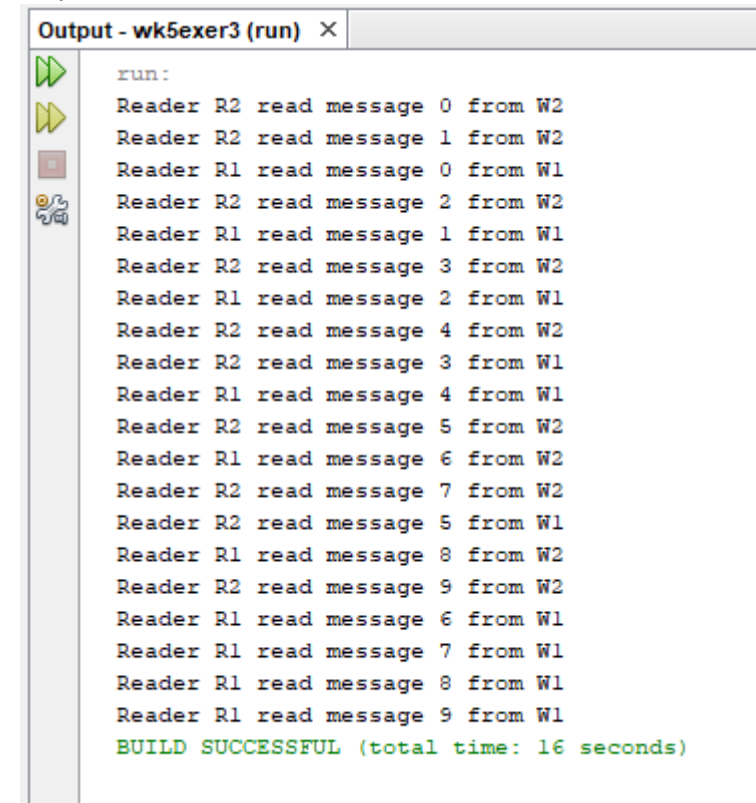 Output - wk5exer3 (run) ×
run:
Reader R2 read message 0 from W2
Reader R2 read message 1 from W2
Reader R1 read message 0 from W1
Reader R2 read message 2 from W2
Reader R1 read message 1 from W1
Reader R2 read message 3 from W2
Reader R1 read message 2 from W1
Reader R2 read message 4 from W2
Reader R2 read message 3 from W1
Reader R1 read message 4 from W1
Reader R2 read message 5 from W2
Reader R1 read message 6 from W2
Reader R2 read message 7 from W2
Reader R2 read message 5 from W1
Reader R1 read message 8 from W2
Reader R2 read message 9 from W2
Reader R1 read message 6 from W1
Reader R1 read message 7 from W1
Reader R1 read message 8 from W1
Reader R1 read message 9 from W1
BUILD SUCCESSFUL (total time: 16 seconds)